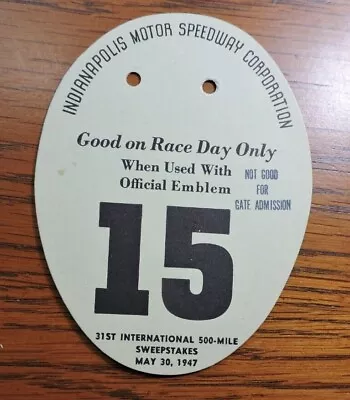 INDIANAPOLIS MOTOR SPEEDWAY CORPORATION
Good on Race Day Only
When Used With
Official Emblem
NOT GOOD
FOR
GATE ADMISSION
15
31ST INTERNATIONAL 500-MILE
SWEEPSTAKES
MAY 30, 1947